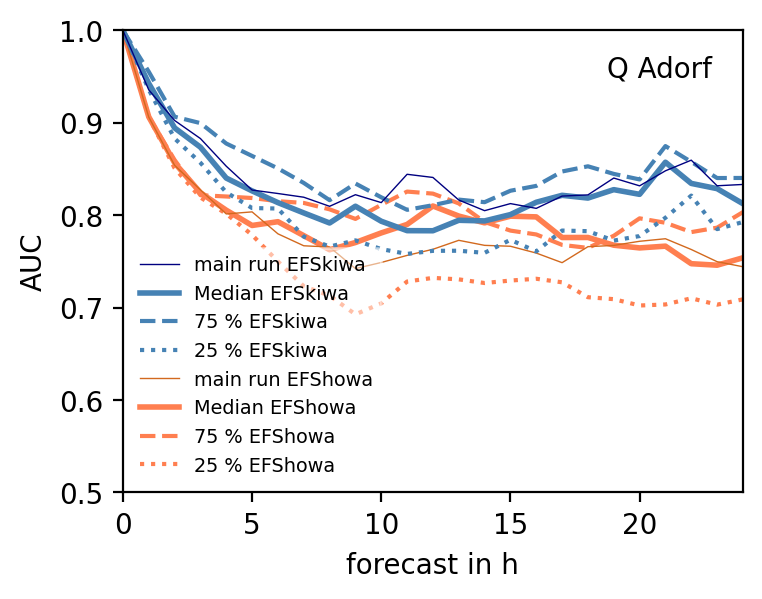 1.0
Q Adorf
0.9
0.8
AUC
main run EFSkiwa
Median EFSkiwa
0.7
75 % EFSkiwa
25 % EFSkiwa
main run EFShowa
0.6
Median EFShowa
75 % EFShowa
25 % EFShowa
0.5
0 5 10 15 20
forecast in h